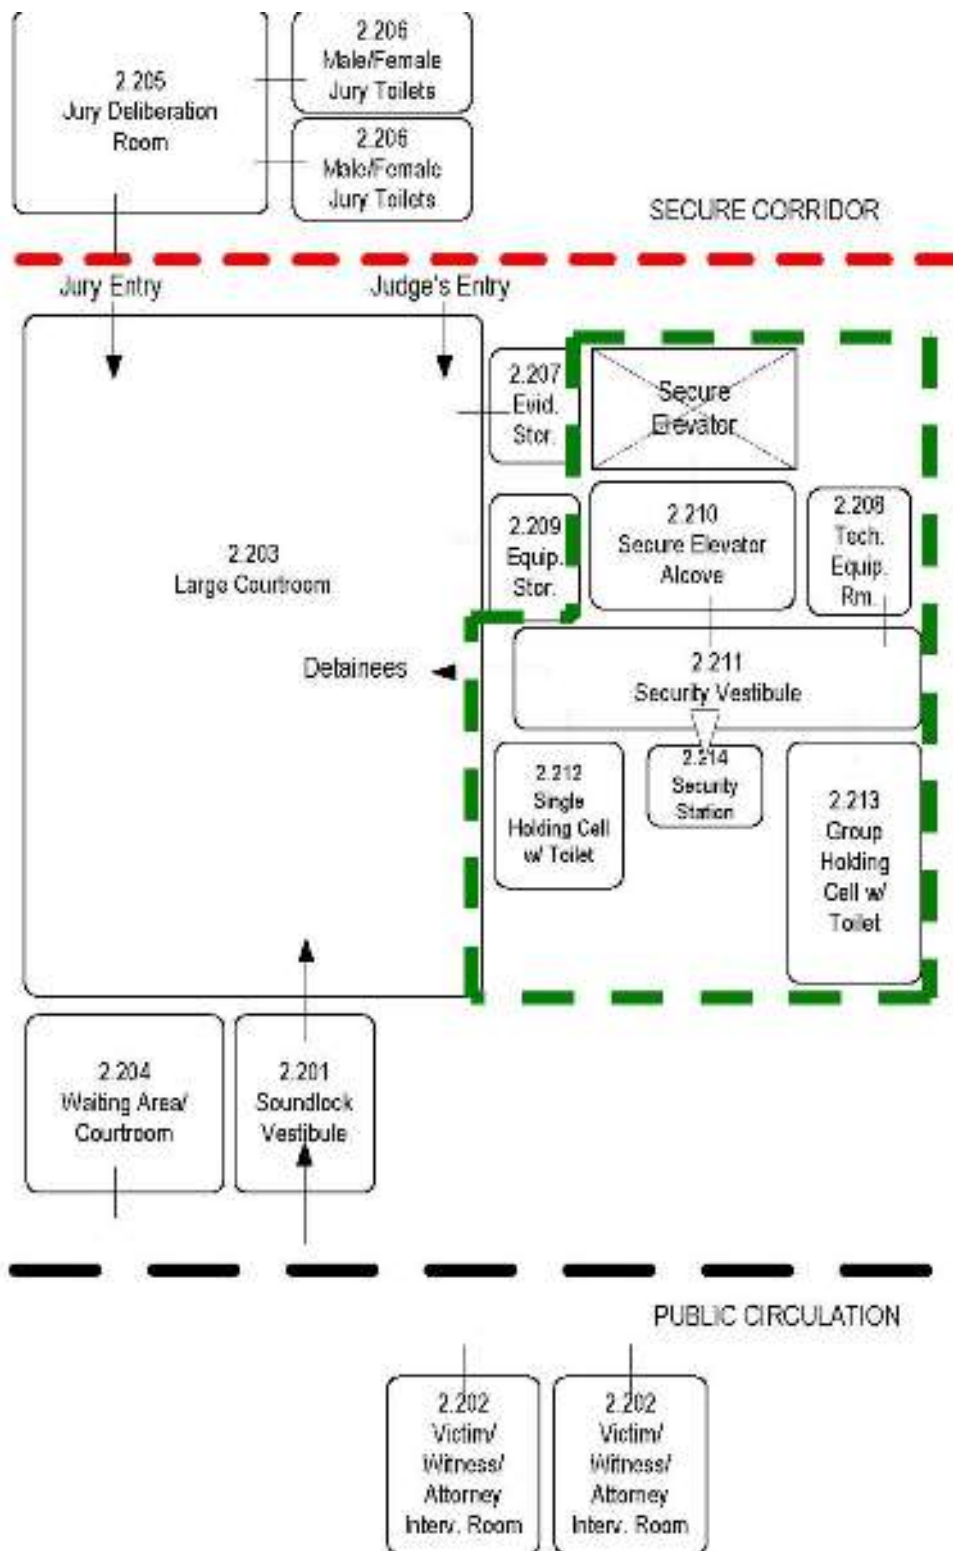 2.205
Jury Deliberation
Room
2.206
Male/Female
Jury Toilets
2.206
Male/Female
Jury Toilets
SECURE CORRIDOR
Jury Entry
Judge's Entry
2.207
Evid.
Stor.
Secure
Elevator
2.203
Large Courtroom
2.209
Equip.
Stor.
2.210
Secure Elevator
Alcove
2.208
Tech.
Equip.
Rm.
Detainees
2.211
Security Vestibule
2.212
Single
Holding Cell
w/ Toilet
2.214
Security
Station
2.213
Group
Holding
Cell w/
Toilet
2.204
Waiting Area/
Courtroom
2.201
Soundlock
Vestibule
PUBLIC CIRCULATION
2.202
Victim/
Witness/
Attorney
Interv. Room
2.202
Victim/
Witness/
Attorney
Interv. Room